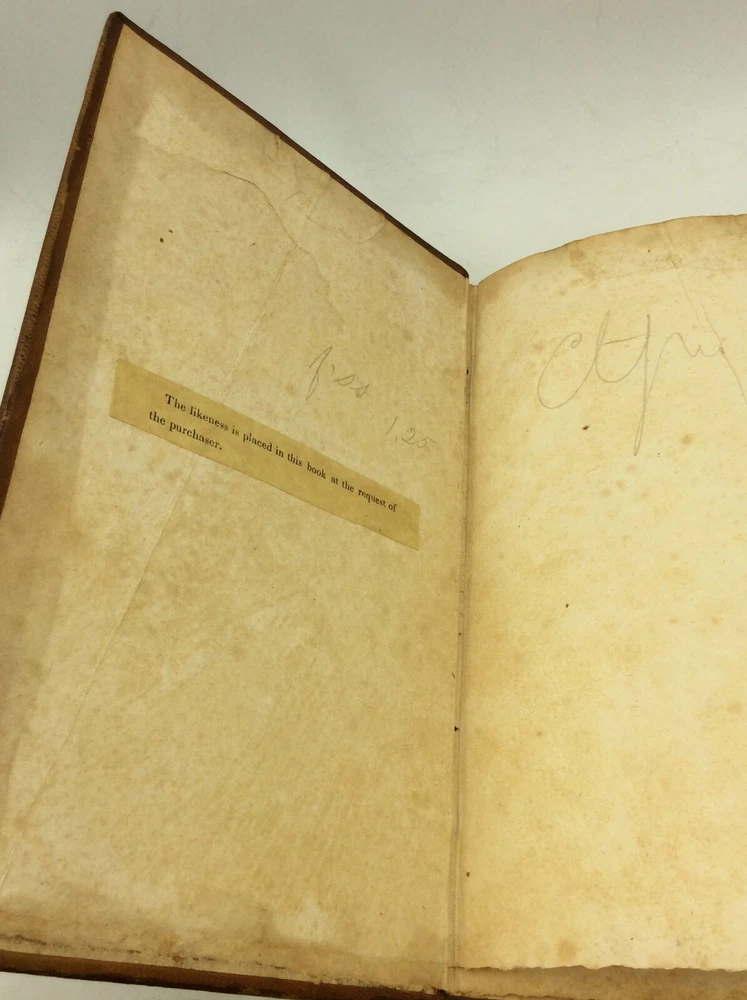 1.25
The likeness is placed in this book at the request of
the purchaser.